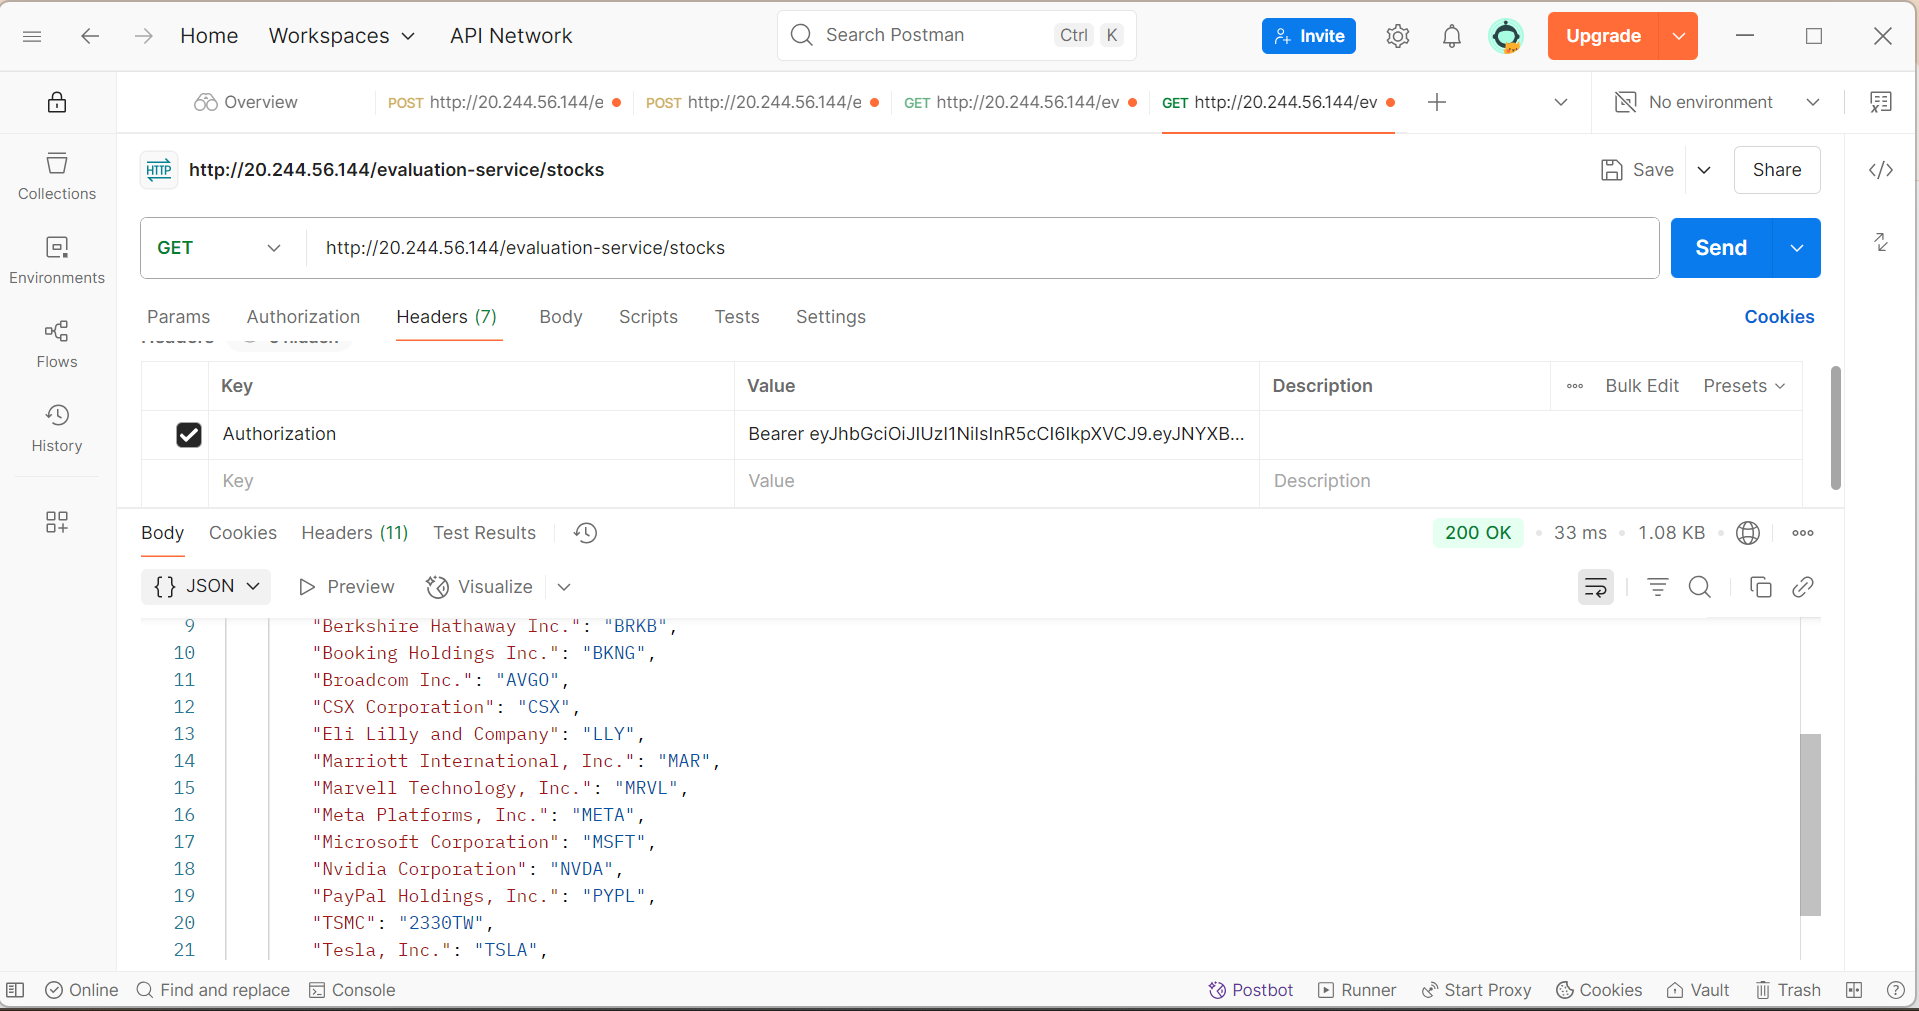 Home Workspaces API Network Search Postman Ctrl K Invite Upgrade
Overview POST http://20.244.56.144/e POST http://20.244.56.144/e GET http://20.244.56.144/ev GET http://20.244.56.144/ev No environment
HTTP http://20.244.56.144/evaluation-service/stocks Save Share
Collections
GET http://20.244.56.144/evaluation-service/stocks Send
Environments
Params Authorization Headers (7) Body Scripts Tests Settings Cookies
Flows
Key Value Description Bulk Edit Presets
Authorization Bearer eyJhbGciOiJIUzI1NiIsInR5cCI6IkpXVCJ9.eyJNYXB...
History
Key Value Description
Body Cookies Headers (11) Test Results 200 OK 33 ms 1.08 KB
{} JSON Preview Visualize
9 "Berkshire Hathaway Inc.": "BRKB",
10 "Booking Holdings Inc.": "BKNG",
11 "Broadcom Inc.": "AVGO",
12 "CSX Corporation": "CSX",
13 "Eli Lilly and Company": "LLY",
14 "Marriott International, Inc.": "MAR",
15 "Marvell Technology, Inc.": "MRVL",
16 "Meta Platforms, Inc.": "META",
17 "Microsoft Corporation": "MSFT",
18 "Nvidia Corporation": "NVDA",
19 "PayPal Holdings, Inc.": "PYPL",
20 "TSMC": "2330TW",
21 "Tesla, Inc.": "TSLA",
Online Find and replace Console Postbot Runner Start Proxy Cookies Vault Trash